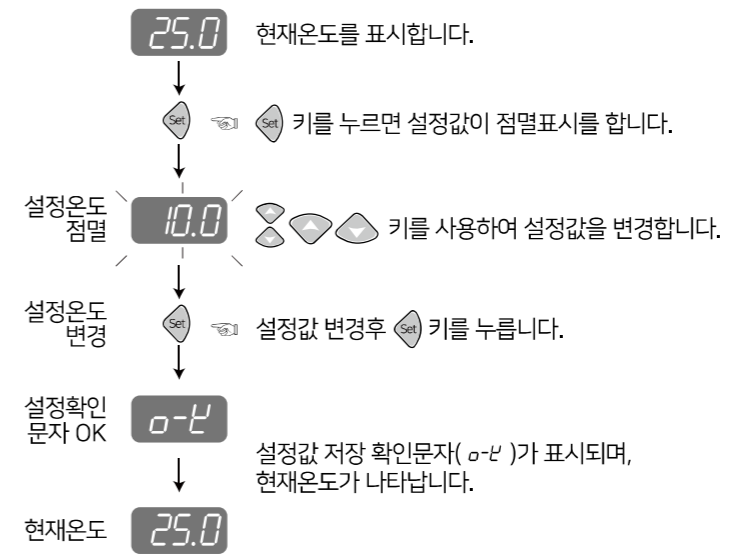 25.0 현재온도를 표시합니다.
Set Set 키를 누르면 설정값이 점멸표시를 합니다.
설정온도
점멸 10.0 키를 사용하여 설정값을 변경합니다.
설정온도
변경 Set 설정값 변경후 Set 키를 누릅니다.
설정확인
문자 OK o-k
설정값 저장 확인문자( o-k )가 표시되며,
현재온도가 나타납니다.
현재온도 25.0